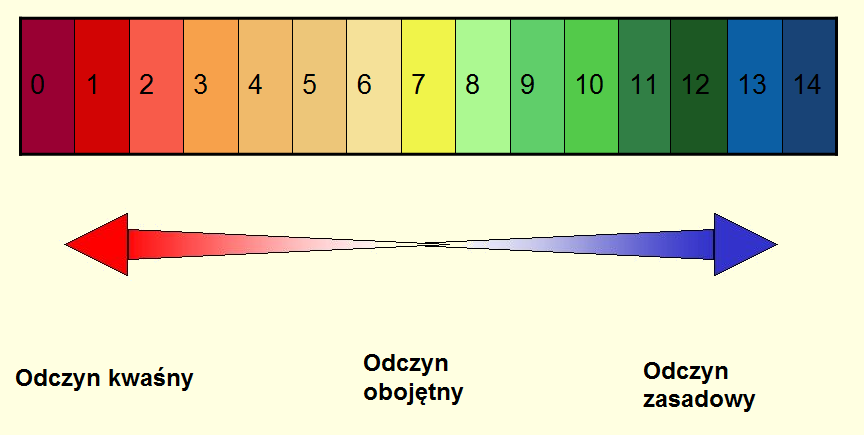 0 1 2 3 4 5 6 7 8 9 10 11 12 13 14
Odczyn kwaśny
Odczyn
obojętny
Odczyn
zasadowy